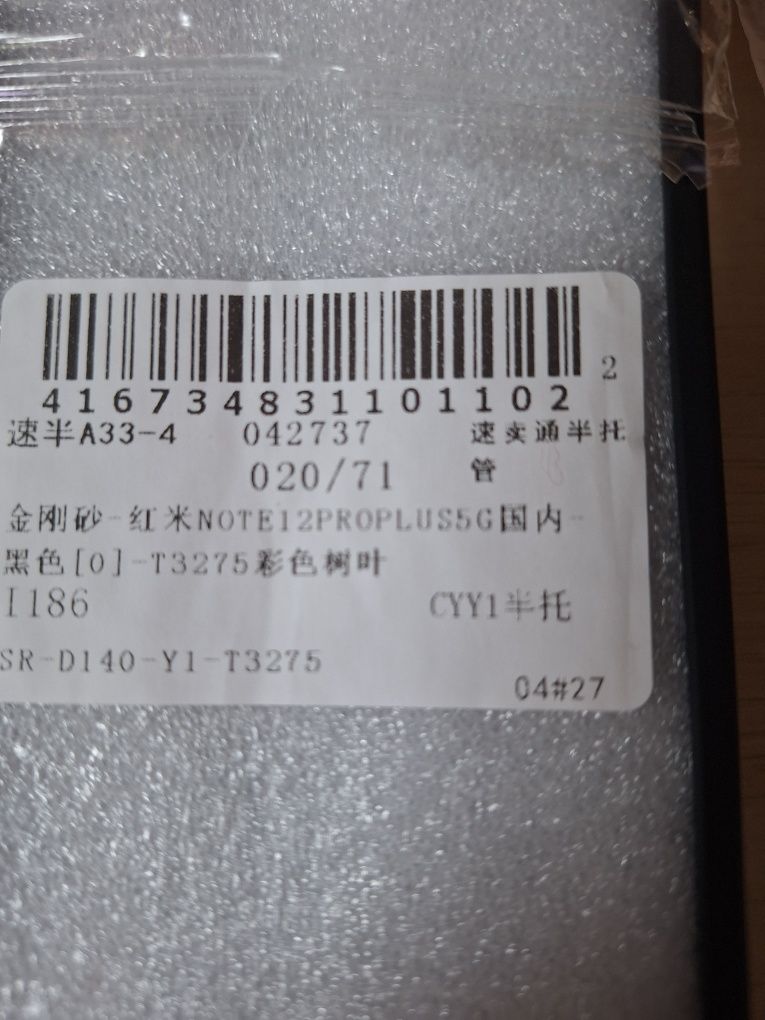 2
41673483110 1102
速半A33-4 042737 速卖通半托
020/71 管
金刚砂-红米NOTE12PROPLUS5G国内-
黑色[0]-T3275彩色树叶
I186 CYY1半托
SR-D140-Y1-T3275
04#27